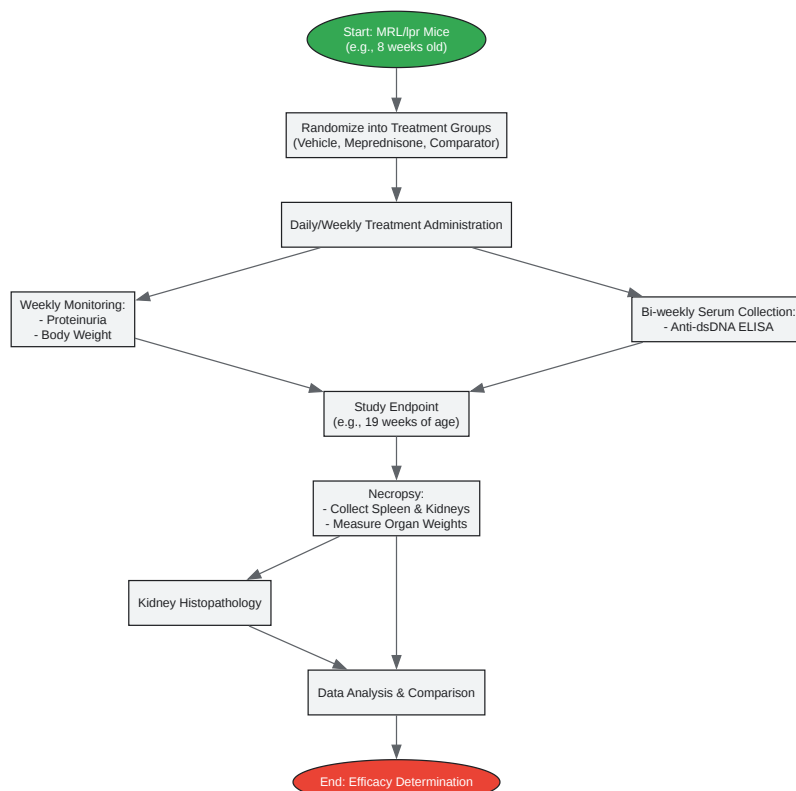 Start: MRL/lpr Mice
(e.g., 8 weeks old)
Randomize into Treatment Groups
(Vehicle, Meprednisone, Comparator)
Daily/Weekly Treatment Administration
Weekly Monitoring:
- Proteinuria
- Body Weight
Bi-weekly Serum Collection:
- Anti-dsDNA ELISA
Study Endpoint
(e.g., 19 weeks of age)
Necropsy:
- Collect Spleen & Kidneys
- Measure Organ Weights
Kidney Histopathology
Data Analysis & Comparison
End: Efficacy Determination